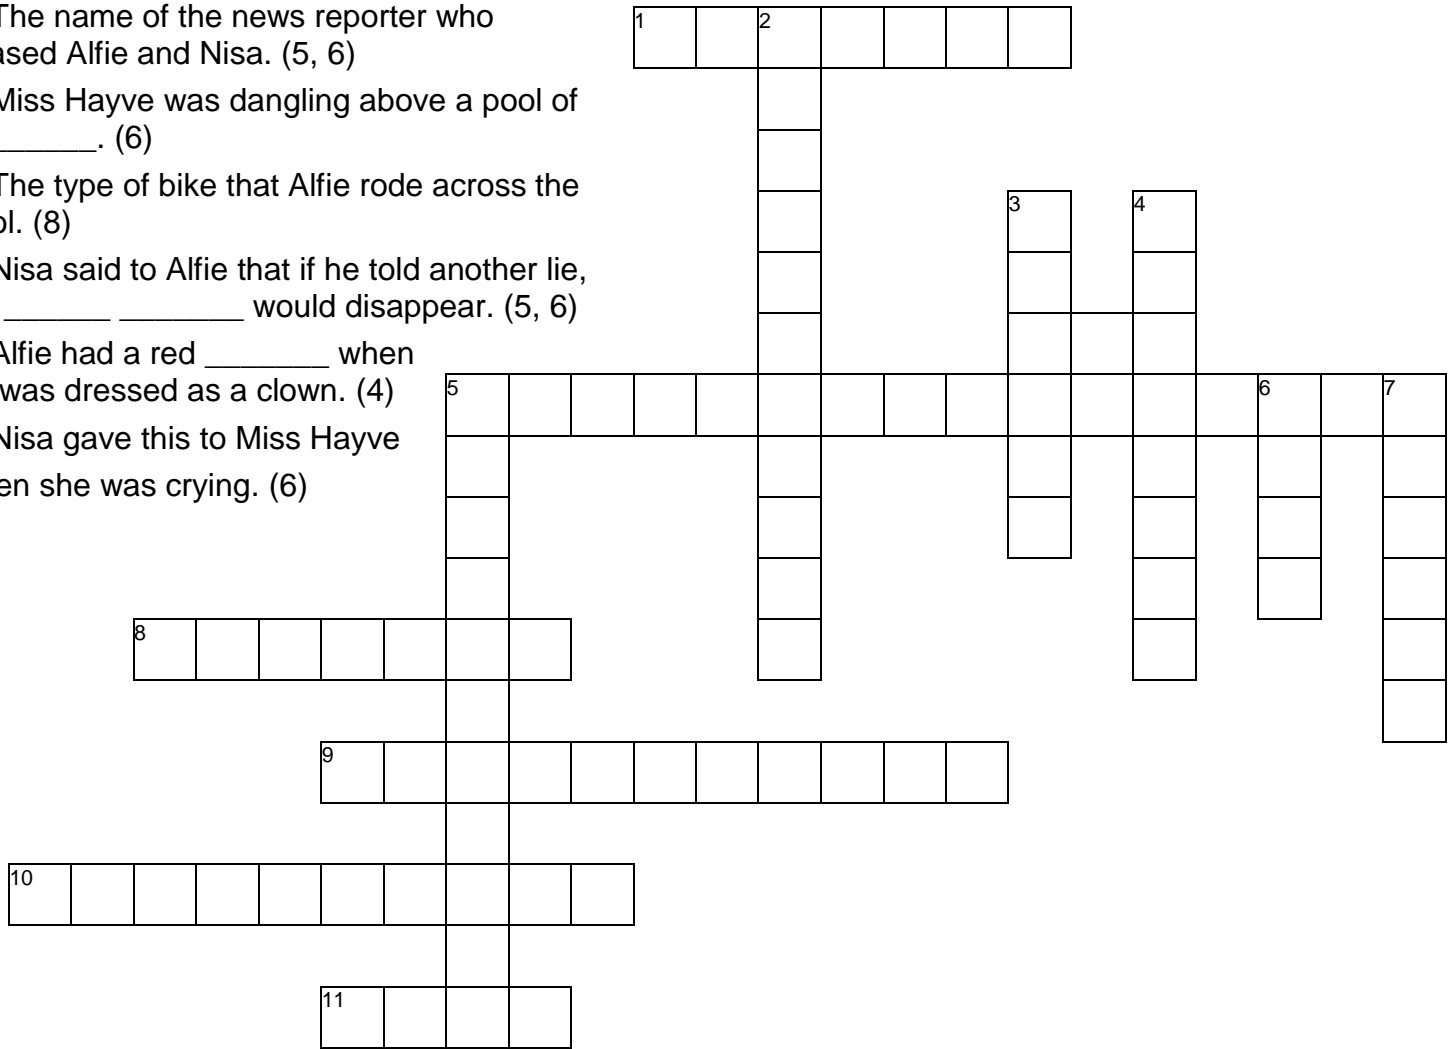 The name of the news reporter who
ased Alfie and Nisa. (5, 6)
Miss Hayve was dangling above a pool of
______. (6)
The type of bike that Alfie rode across the
ol. (8)
Nisa said to Alfie that if he told another lie,
______ _______ would disappear. (5, 6)
Alfie had a red _______ when
was dressed as a clown. (4)
Nisa gave this to Miss Hayve
en she was crying. (6)
1 2
3 4
5 6 7
8
9
10
11